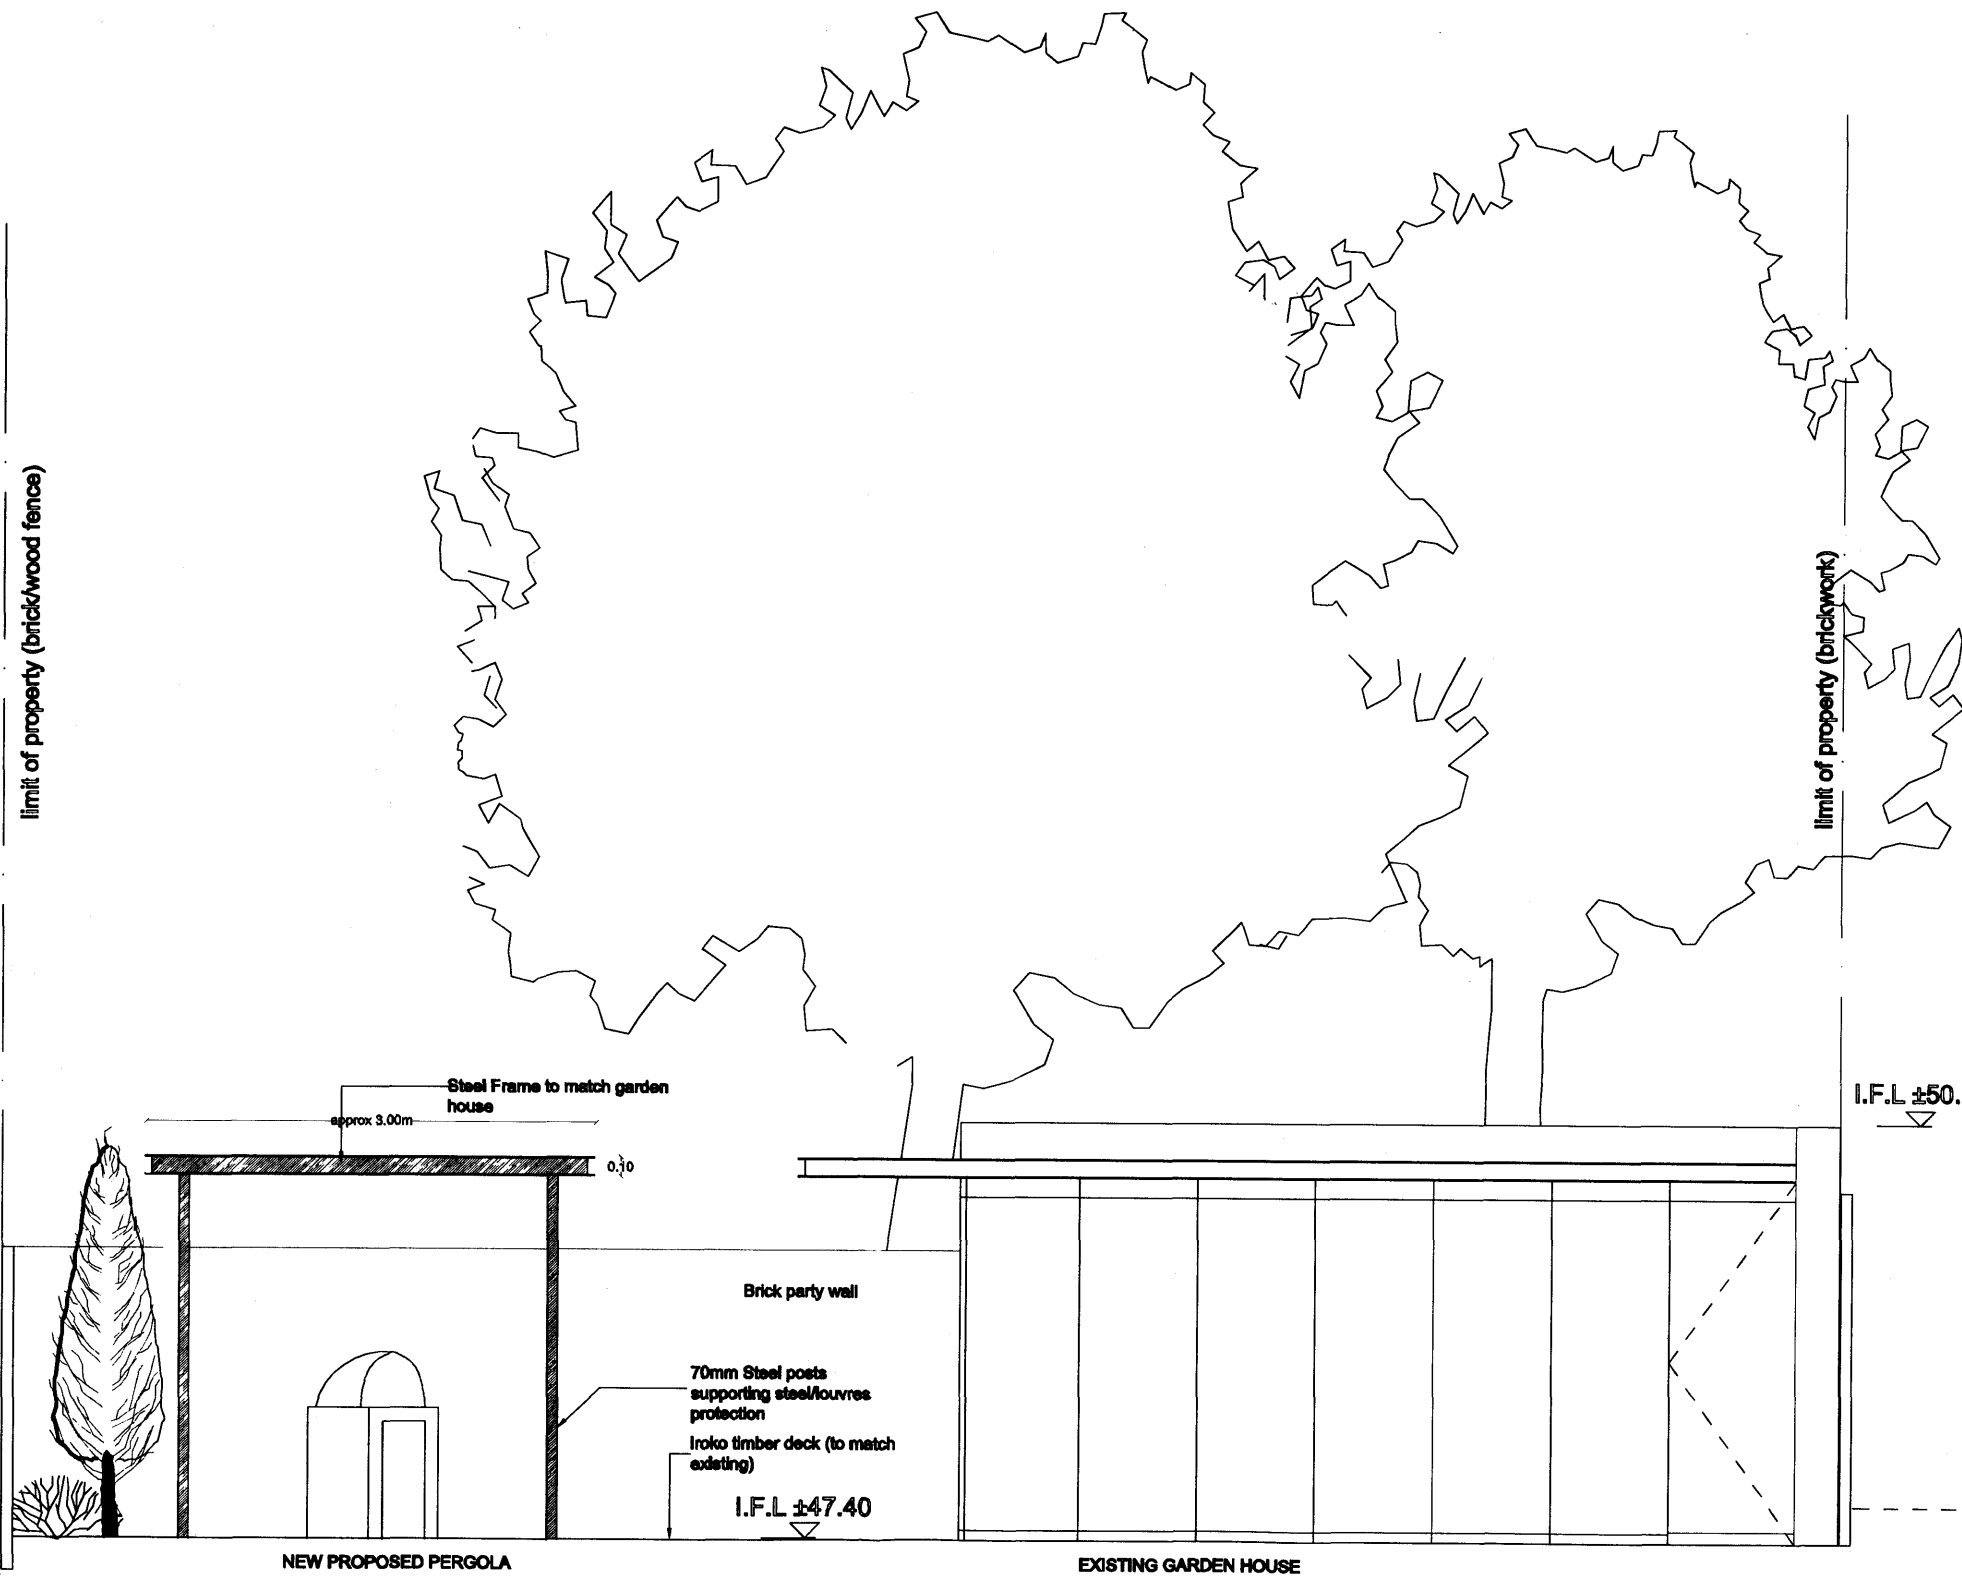 limit of property (brick/wood fence)
limit of property (brickwork)
Steel Frame to match garden
house
approx 3.00m
0.10
I.F.L ±50.
Brick party wall
70mm Steel posts
supporting steel/louvres
protection
Iroko timber deck (to match
existing)
I.F.L ±47.40
NEW PROPOSED PERGOLA
EXISTING GARDEN HOUSE